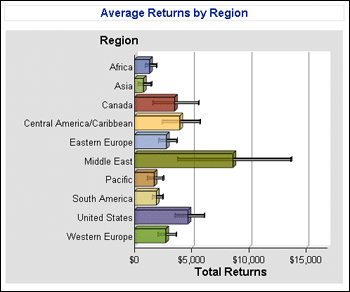 Average Returns by Region
Region
Africa
Asia
Canada
Central America/Caribbean
Eastern Europe
Middle East
Pacific
South America
United States
Western Europe
$0 $5,000 $10,000 $15,000
Total Returns